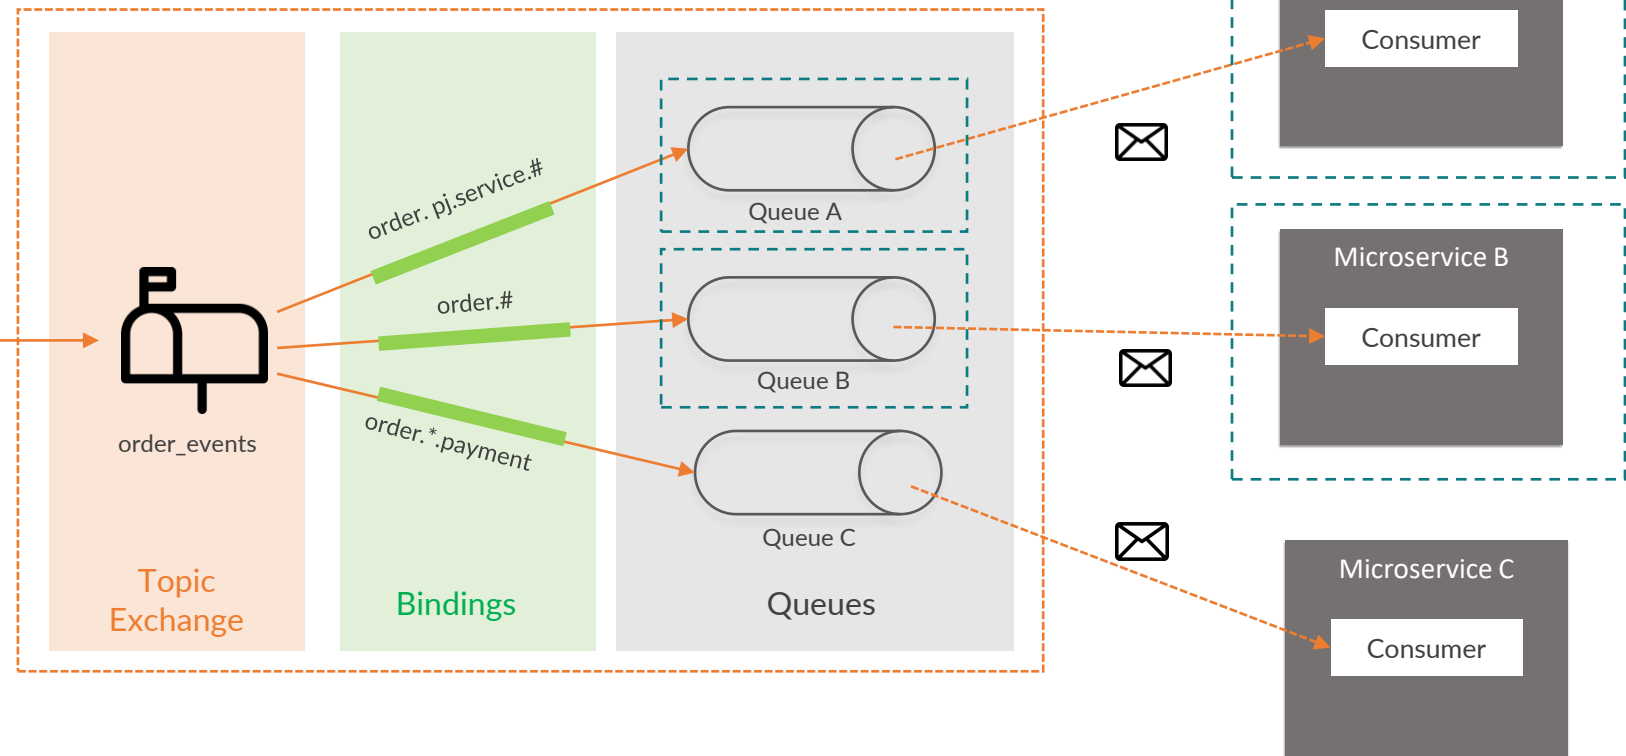 Consumer
order. pj.service.#
Queue A
order.#
Microservice B
Consumer
Queue B
order.*.payment
order_events
Queue C
Microservice C
Topic
Exchange
Bindings
Queues
Consumer